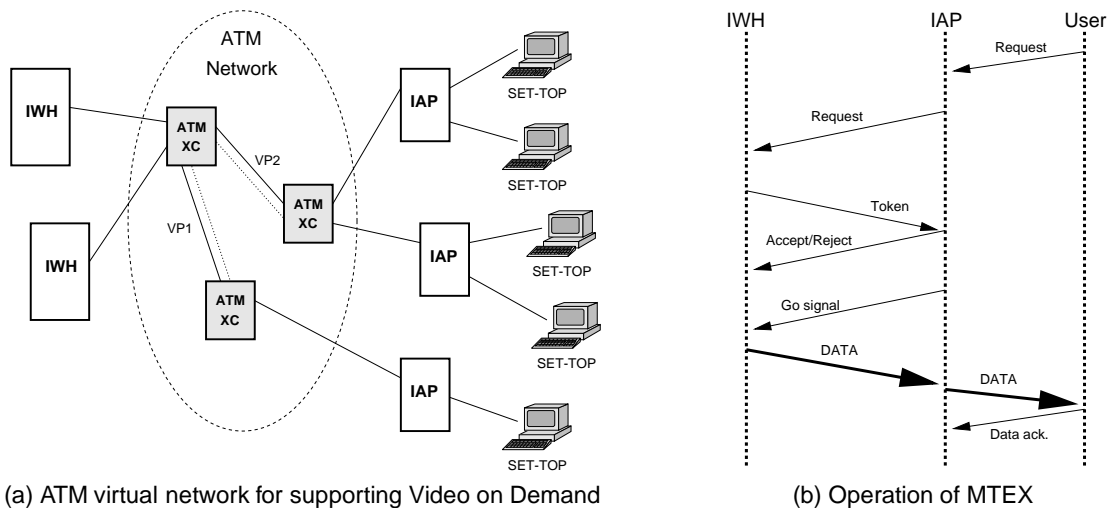 ATM
Network
IWH
IWH
ATM
XC
VP2
VP1
ATM
XC
ATM
XC
IAP
IAP
IAP
SET-TOP
SET-TOP
SET-TOP
SET-TOP
SET-TOP
(a) ATM virtual network for supporting Video on Demand
IWH IAP User
Request
Request
Token
Accept/Reject
Go signal
DATA
DATA
Data ack.
(b) Operation of MTEX